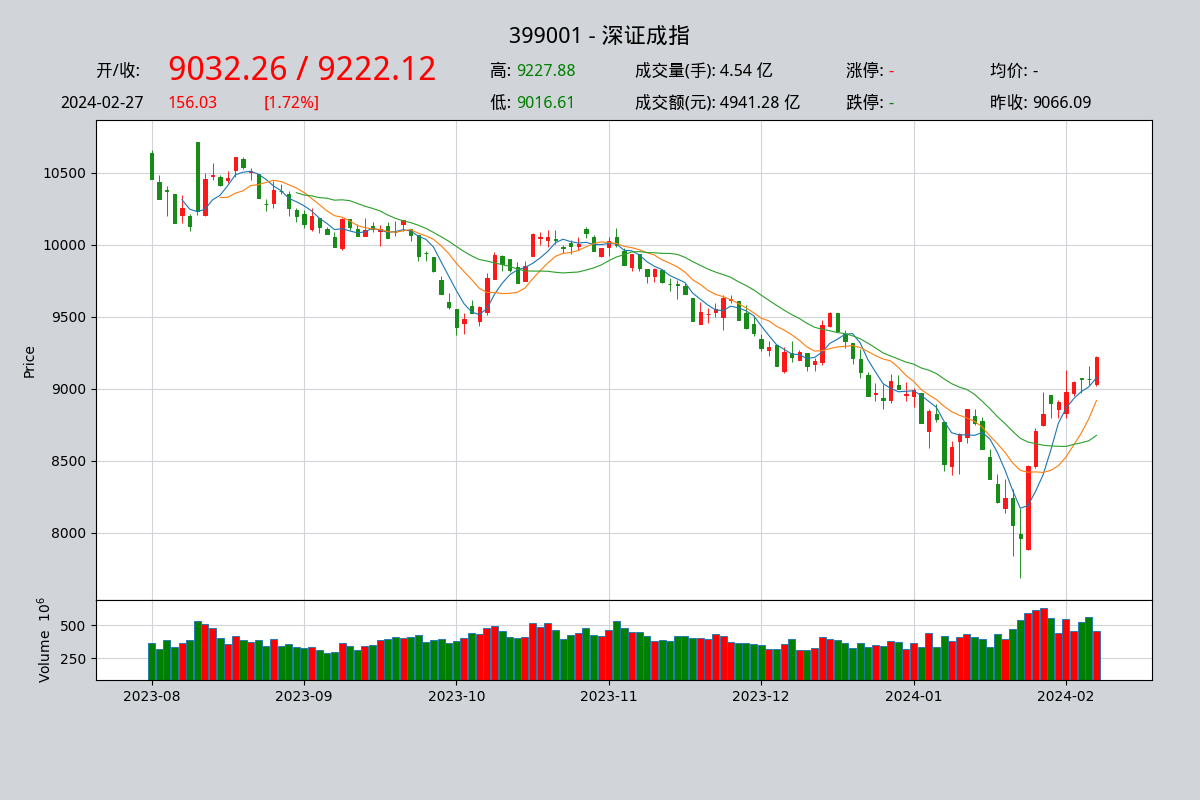 399001 - 深证成指
开/收: 9032.26 / 9222.12 高: 9227.88 成交量(手): 4.54 亿 涨停: - 均价: -
2024-02-27 156.03 [1.72%] 低: 9016.61 成交额(元): 4941.28 亿 跌停: - 昨收: 9066.09
10500
10000
9500
9000
8500
8000
Price
500
250
Volume 10^6
2023-08 2023-09 2023-10 2023-11 2023-12 2024-01 2024-02